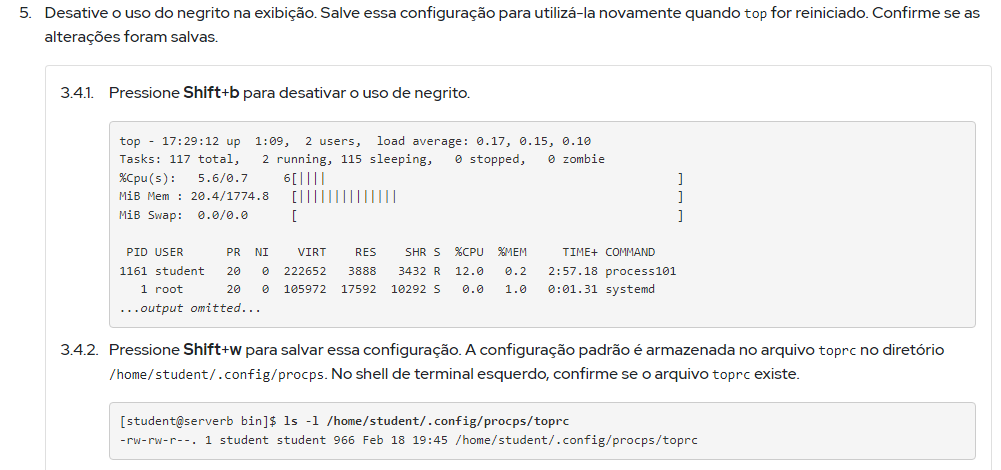 5. Desative o uso do negrito na exibição. Salve essa configuração para utilizá-la novamente quando top for reiniciado. Confirme se as
alterações foram salvas.
3.4.1. Pressione Shift+b para desativar o uso de negrito.
top - 17:29:12 up  1:09,  2 users,  load average: 0.17, 0.15, 0.10
Tasks: 117 total,   2 running, 115 sleeping,   0 stopped,   0 zombie
%Cpu(s):   5.6/0.7     6[||||                                                  ]
MiB Mem : 20.4/1774.8   [||||||||||||||                                        ]
MiB Swap:  0.0/0.0      [                                                      ]
 PID USER      PR  NI    VIRT    RES    SHR S  %CPU  %MEM     TIME+ COMMAND
1161 student   20   0  222652   3888   3432 R  12.0   0.2   2:57.18 process101
   1 root      20   0  105972  17592  10292 S   0.0   1.0   0:01.31 systemd
...output omitted...
3.4.2. Pressione Shift+w para salvar essa configuração. A configuração padrão é armazenada no arquivo toprc no diretório
/home/student/.config/procps. No shell de terminal esquerdo, confirme se o arquivo toprc existe.
[student@serverb bin]$ ls -l /home/student/.config/procps/toprc
-rw-rw-r--. 1 student student 966 Feb 18 19:45 /home/student/.config/procps/toprc